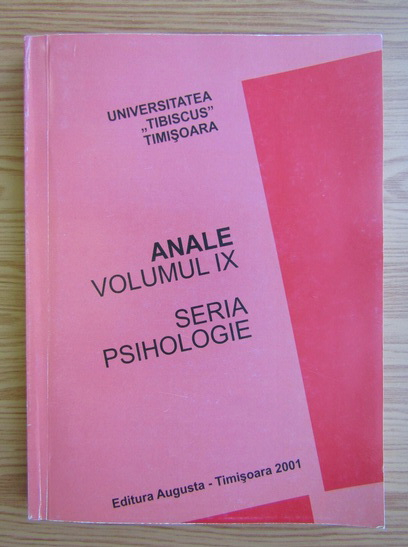 UNIVERSITATEA
„TIBISCUS”
TIMIŞOARA
ANALE
VOLUMUL IX
SERIA
PSIHOLOGIE
Editura Augusta - Timişoara 2001